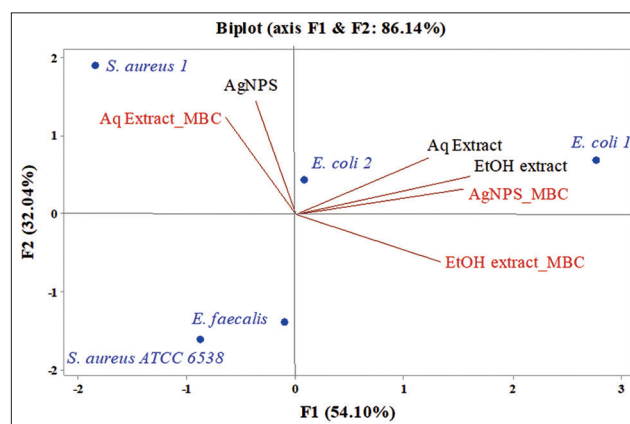 Biplot (axis F1 & F2: 86.14%)
2
S. aureus 1
AgNPS
Aq Extract_MBC
Aq Extract
E. coli 1
1
E. coli 2
EtOH extract
AgNPS_MBC
0
EtOH extract_MBC
-1
E. faecalis
S. aureus ATCC 6538
-2
F2 (32.04%)
-2 -1 0 1 2 3
F1 (54.10%)